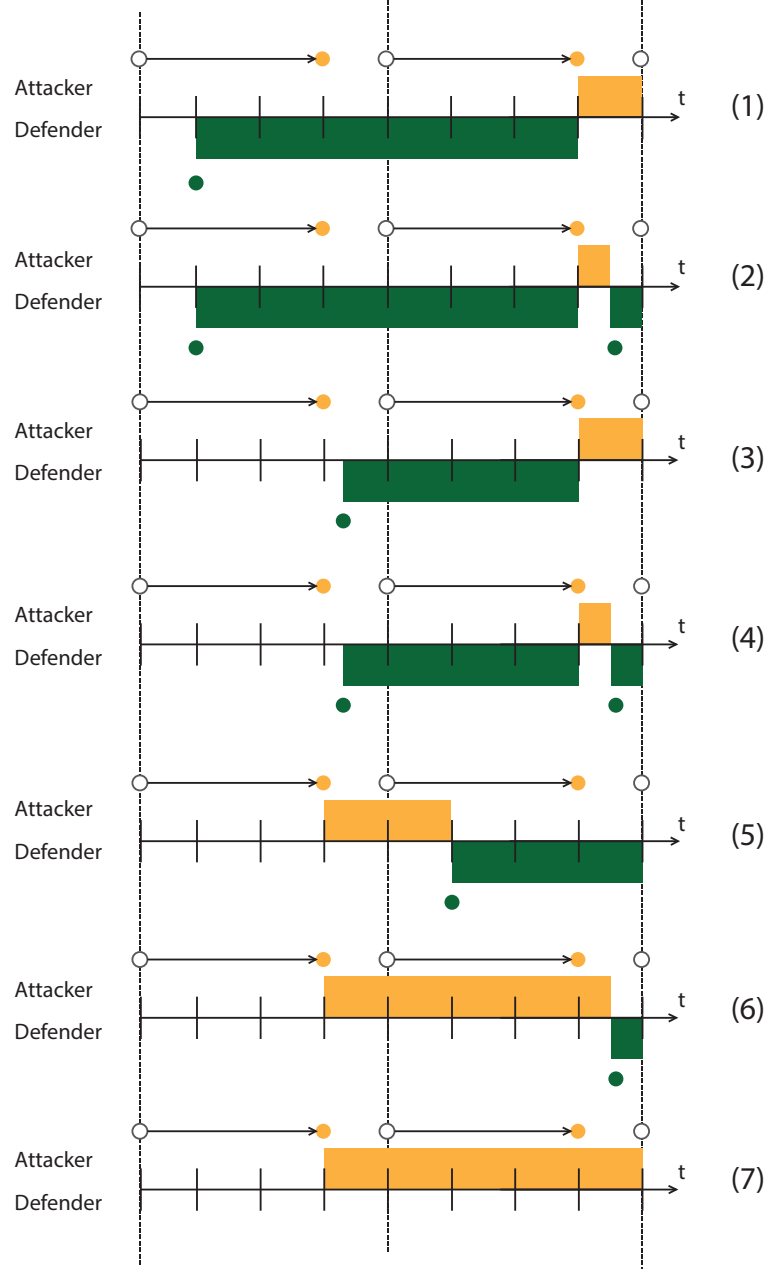 Attacker
t
(1)
Defender
Attacker
t
(2)
Defender
Attacker
t
(3)
Defender
Attacker
t
(4)
Defender
Attacker
t
(5)
Defender
Attacker
t
(6)
Defender
Attacker
t
(7)
Defender